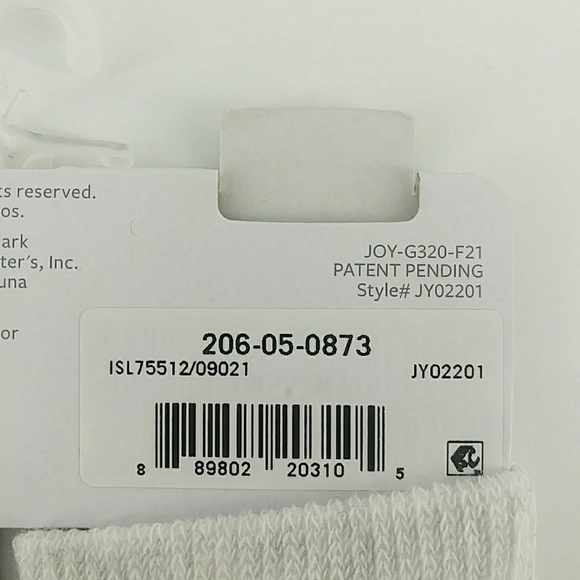 ts reserved.
os.
ark
ter's, Inc.
una
or
JOY-G320-F21
PATENT PENDING
Style# JY02201
206-05-0873
ISL75512/09021 JY02201
8 89802 20310 5